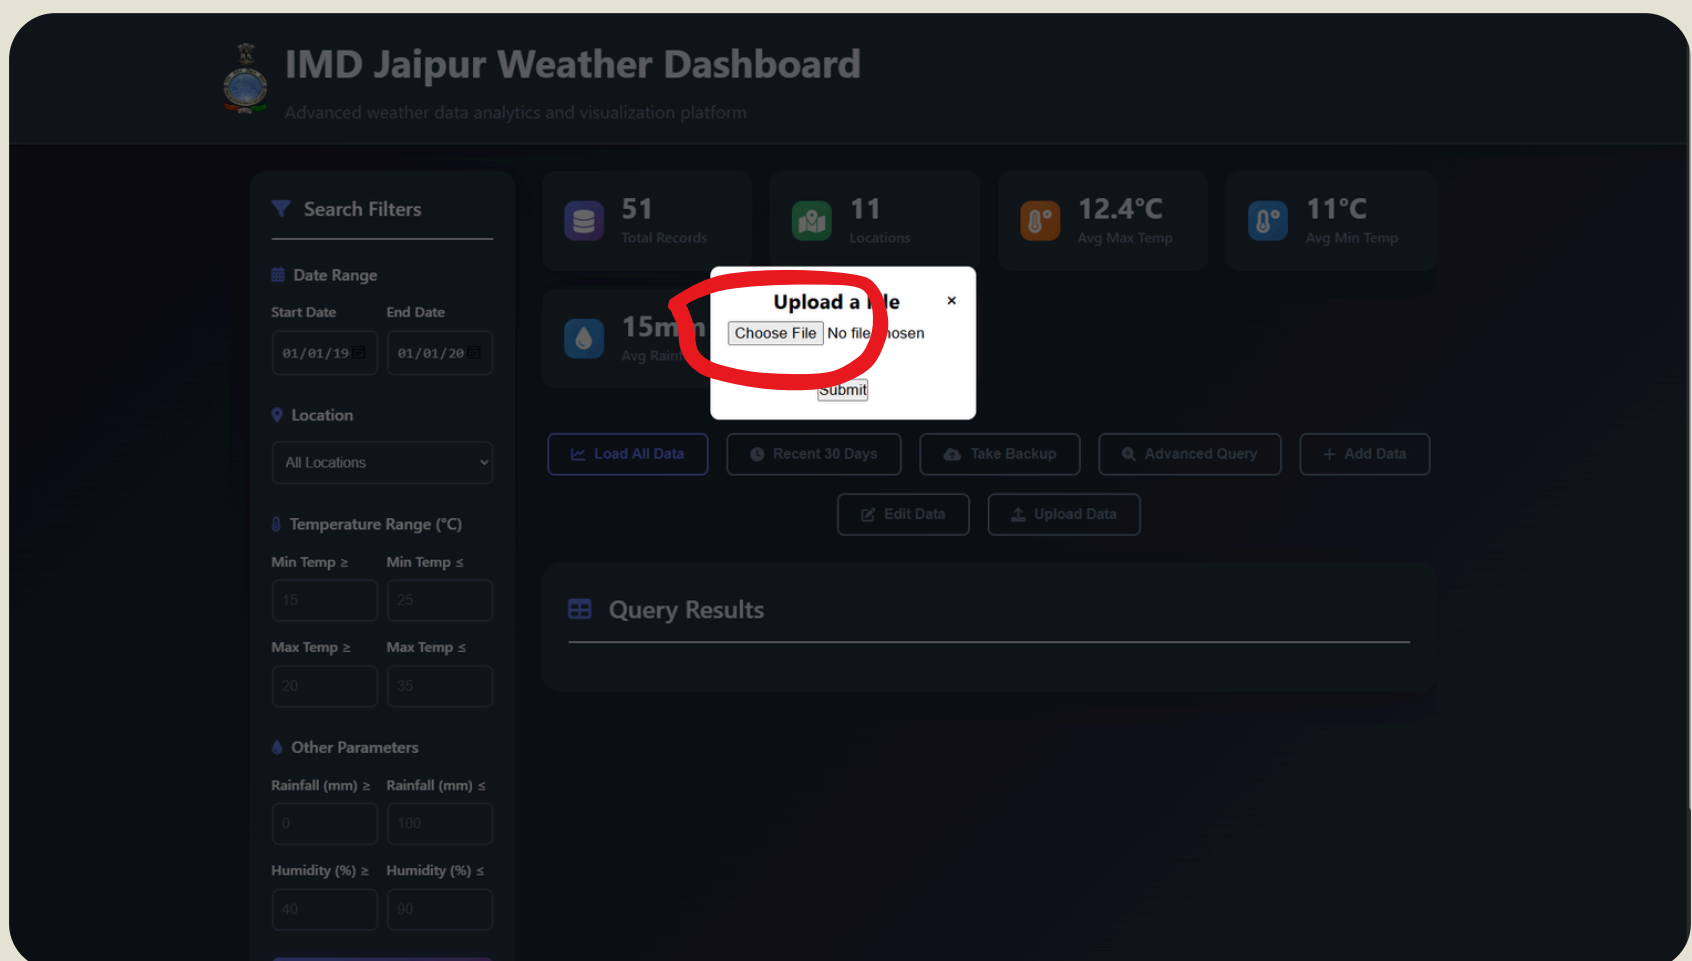 IMD Jaipur Weather Dashboard
Advanced weather data analytics and visualization platform
Search Filters
Date Range
Start Date End Date
01/01/19 01/01/20
Location
All Locations
Temperature Range (°C)
Min Temp ≥ Min Temp ≤
15 25
Max Temp ≥ Max Temp ≤
20 35
Other Parameters
Rainfall (mm) ≥ Rainfall (mm) ≤
0 100
Humidity (%) ≥ Humidity (%) ≤
40 90
51
Total Records
11
Locations
12.4°C
Avg Max Temp
11°C
Avg Min Temp
15mm
Avg
Upload a File ×
Choose File No file chosen
Submit
Load All Data Recent 30 Days Take Backup Advanced Query + Add Data
Edit Data Upload Data
Query Results